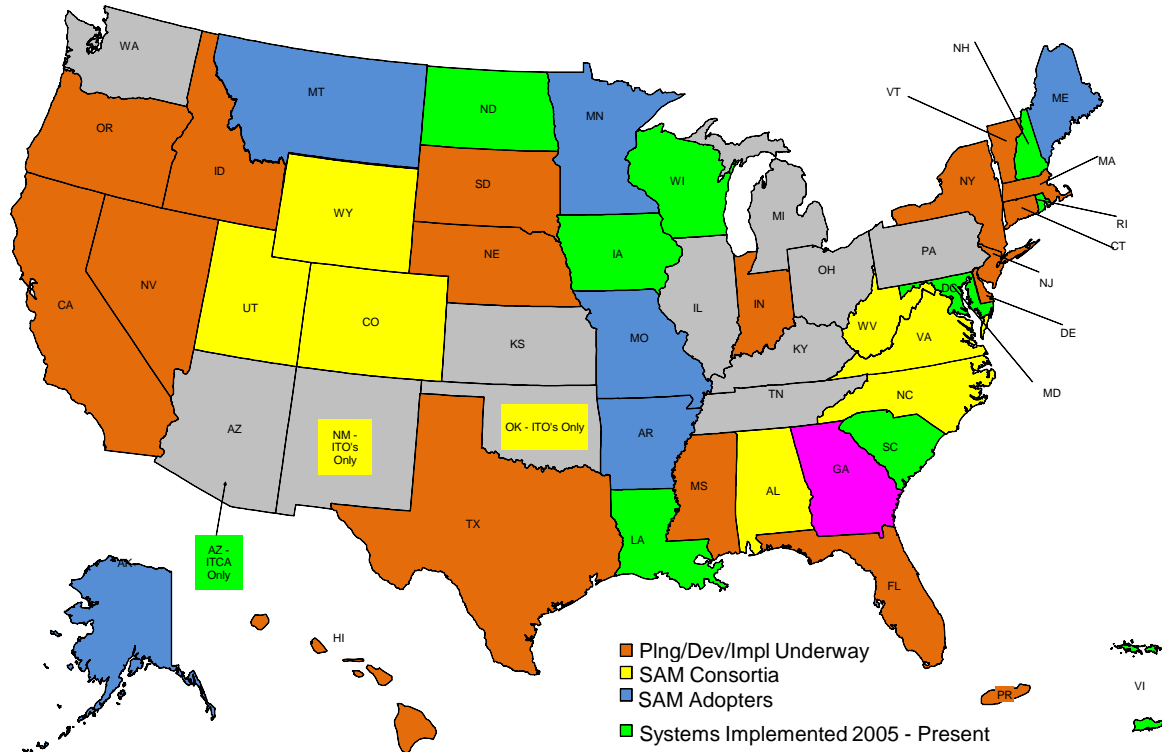 WA
NH
VT
ME
MT
ND
MN
OR
ID
SD
WI
NY
MA
MI
WY
RI
CT
PA
NE
IA
OH
NJ
NV
UT
CA
CO
IL
IN
DC
DE
WV
VA
KS
MO
KY
MD
NC
TN
AZ
NM -
ITO's
Only
OK - ITO's Only
AR
SC
GA
MS
AL
TX
LA
AZ -
ITCA
Only
AK
FL
HI
Plng/Dev/Impl Underway
SAM Consortia
SAM Adopters
Systems Implemented 2005 - Present
PR
VI